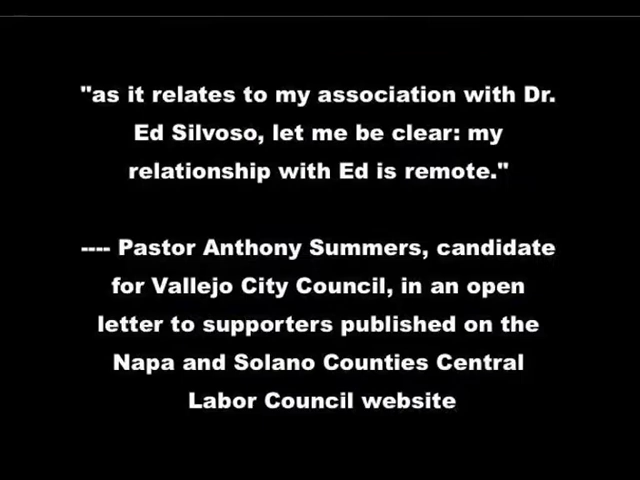 "as it relates to my association with Dr.
Ed Silvoso, let me be clear: my
relationship with Ed is remote."
---- Pastor Anthony Summers, candidate
for Vallejo City Council, in an open
letter to supporters published on the
Napa and Solano Counties Central
Labor Council website